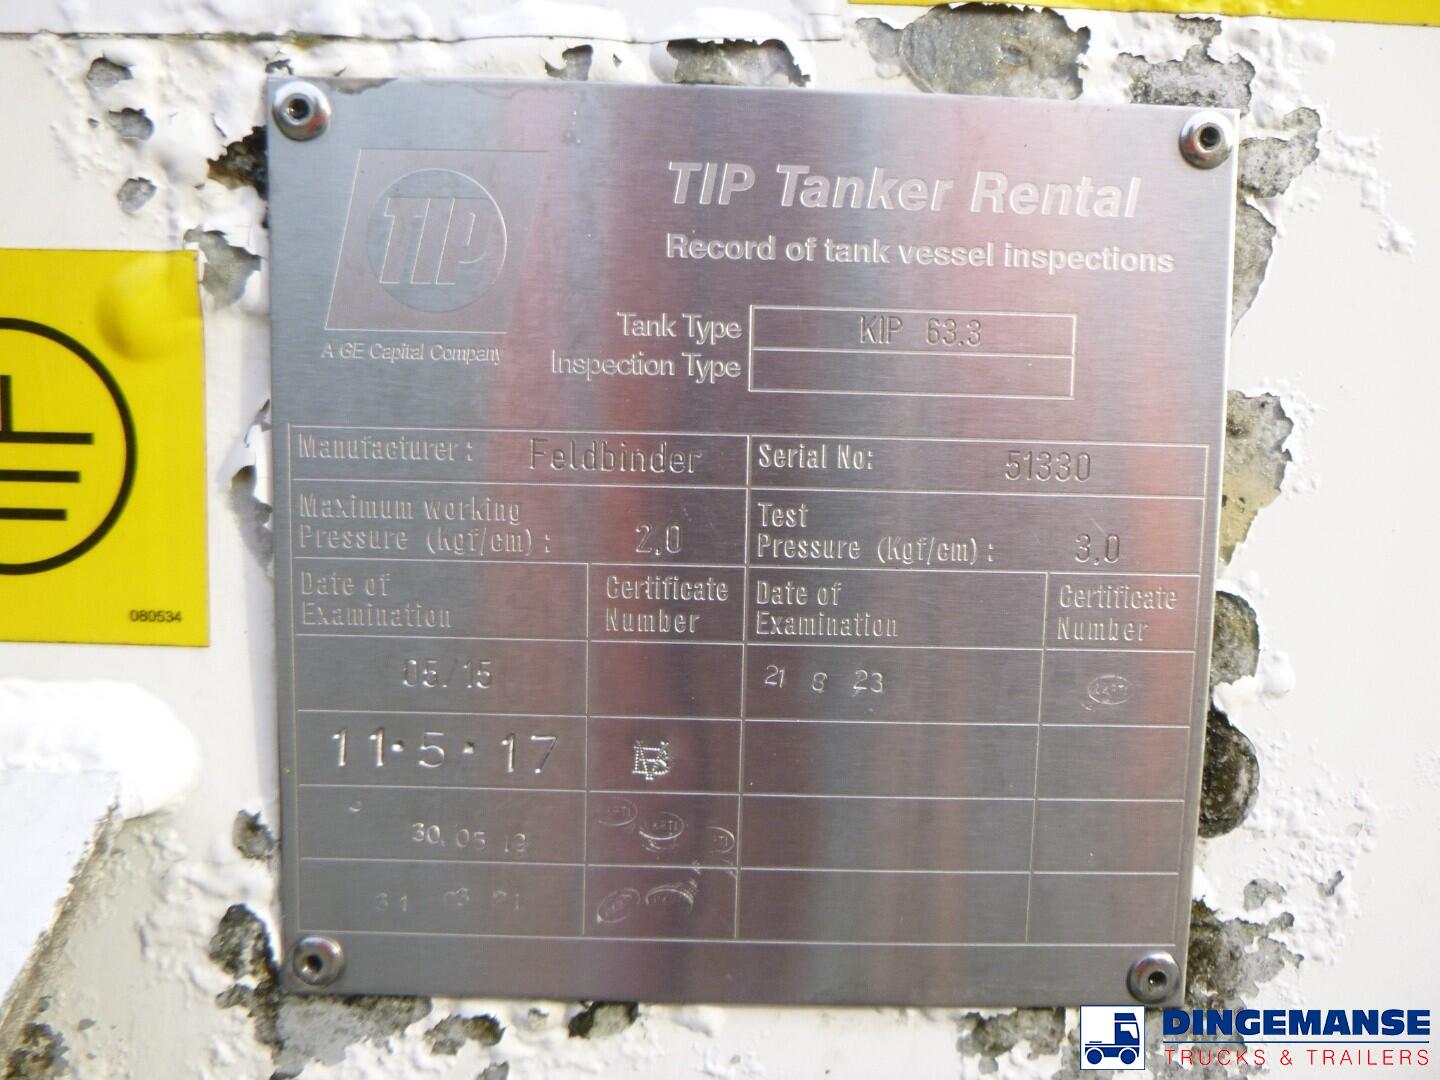 TIP
A GE Capital Company
TIP Tanker Rental
Record of tank vessel inspections
Tank Type KIP 63.3
Inspection Type
Manufacturer: Feldbinder
Serial No: 51330
Maximum working
Pressure (Kgf/cm): 2,0
Test
Pressure (Kgf/cm): 3,0
Date of
Examination
Certificate
Number
Date of
Examination
Certificate
Number
05/15
21 8 23
11·5·17
30.05
31 21
080534
DINGEMANSE
TRUCKS & TRAILERS